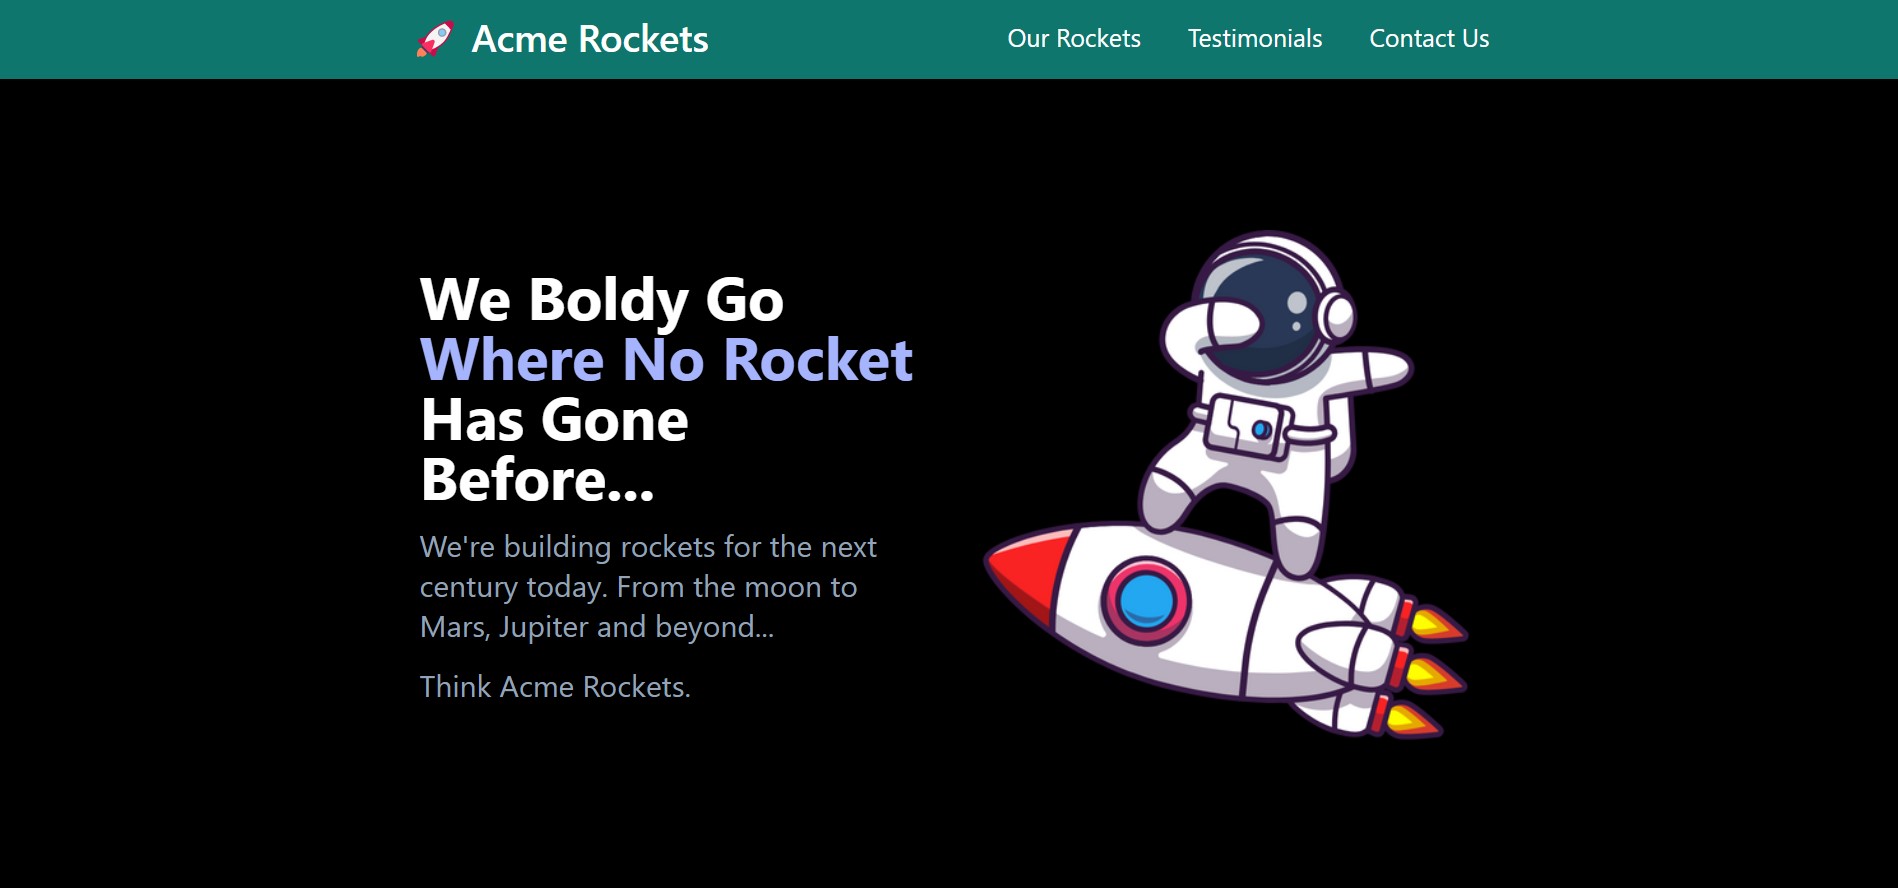 Acme Rockets
Our Rockets
Testimonials
Contact Us
We Boldy Go
Where No Rocket
Has Gone
Before...
We're building rockets for the next
century today. From the moon to
Mars, Jupiter and beyond...
Think Acme Rockets.